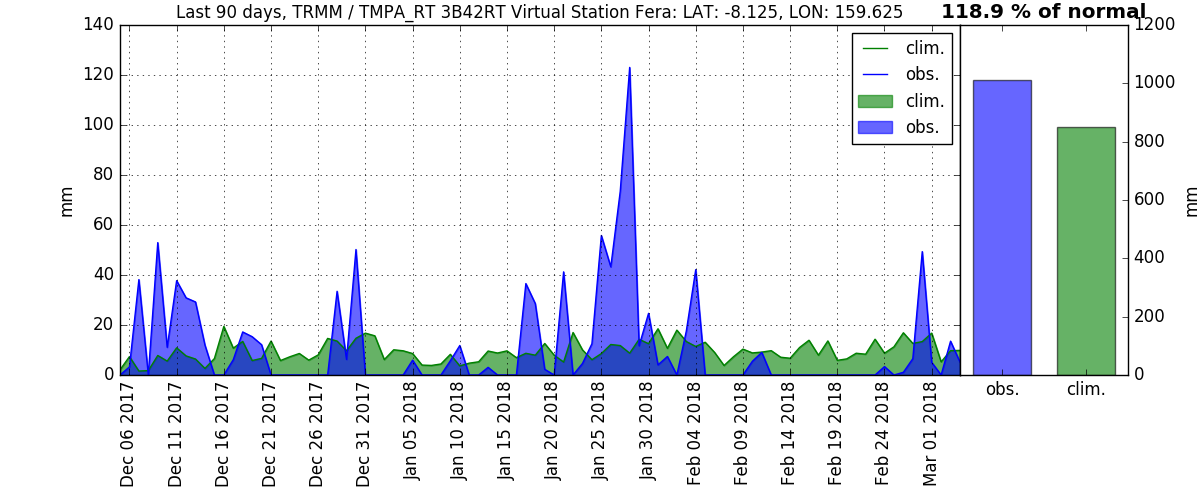 Last 90 days, TRMM / TMPA_RT 3B42RT Virtual Station Fera: LAT: -8.125, LON: 159.625
118.9 % of normal
140
120
100
80
60
40
20
0
mm
clim.
obs.
clim.
obs.
Dec 06 2017
Dec 11 2017
Dec 16 2017
Dec 21 2017
Dec 26 2017
Dec 31 2017
Jan 05 2018
Jan 10 2018
Jan 15 2018
Jan 20 2018
Jan 25 2018
Jan 30 2018
Feb 04 2018
Feb 09 2018
Feb 14 2018
Feb 19 2018
Feb 24 2018
Mar 01 2018
1200
1000
800
600
400
200
0
mm
obs.
clim.